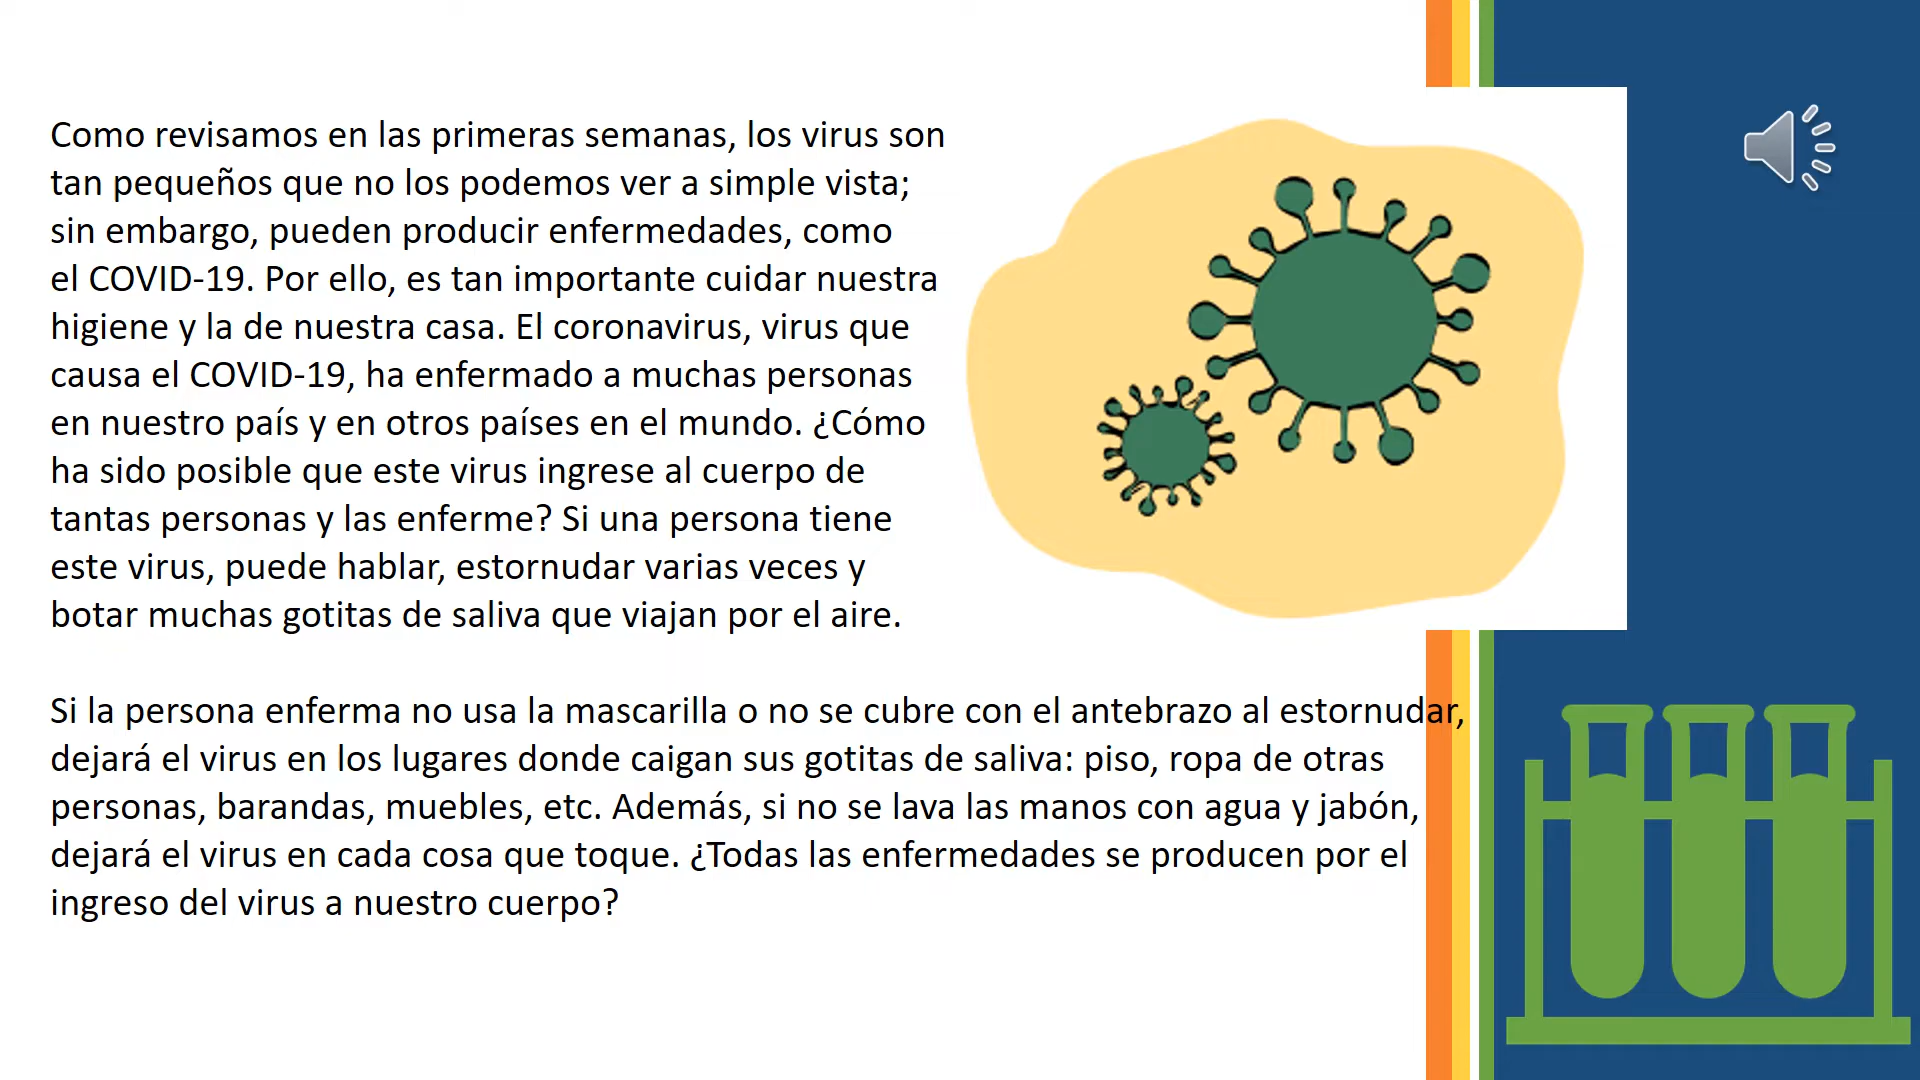 Como revisamos en las primeras semanas, los virus son
tan pequeños que no los podemos ver a simple vista;
sin embargo, pueden producir enfermedades, como
el COVID-19. Por ello, es tan importante cuidar nuestra
higiene y la de nuestra casa. El coronavirus, virus que
causa el COVID-19, ha enfermado a muchas personas
en nuestro país y en otros países en el mundo. ¿Cómo
ha sido posible que este virus ingrese al cuerpo de
tantas personas y las enferme? Si una persona tiene
este virus, puede hablar, estornudar varias veces y
botar muchas gotitas de saliva que viajan por el aire.
Si la persona enferma no usa la mascarilla o no se cubre con el antebrazo al estornudar,
dejará el virus en los lugares donde caigan sus gotitas de saliva: piso, ropa de otras
personas, barandas, muebles, etc. Además, si no se lava las manos con agua y jabón,
dejará el virus en cada cosa que toque. ¿Todas las enfermedades se producen por el
ingreso del virus a nuestro cuerpo?